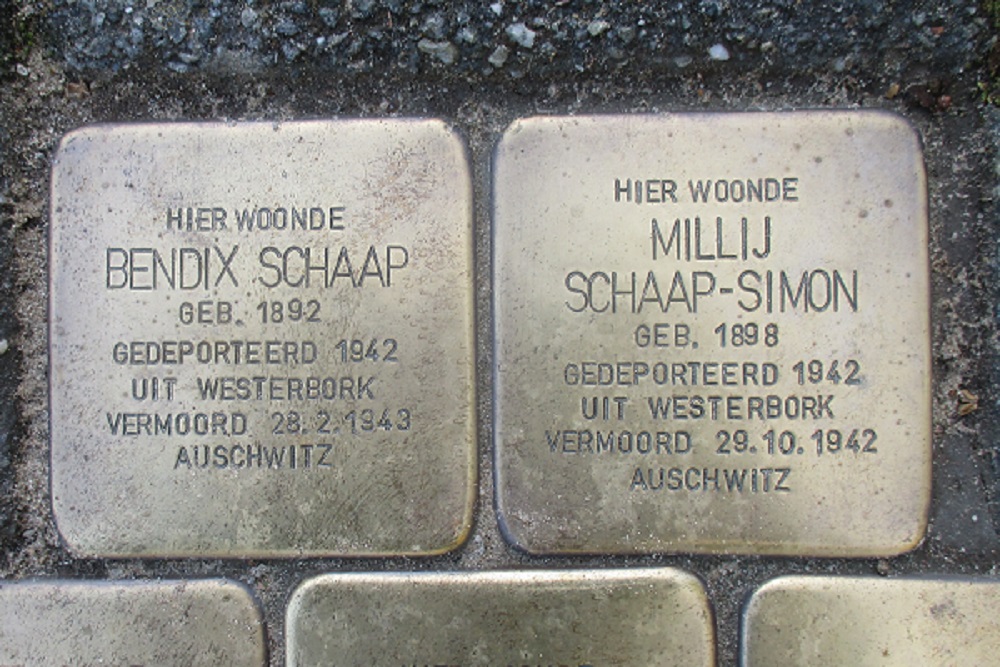 HIER WOONDE
BENDIX SCHAAP
GEB. 1892
GEDEPORTEERD 1942
UIT WESTERBORK
VERMOORD 28.2.1943
AUSCHWITZ
HIER WOONDE
MILLIJ
SCHAAP-SIMON
GEB. 1898
GEDEPORTEERD 1942
UIT WESTERBORK
VERMOORD 29.10.1942
AUSCHWITZ